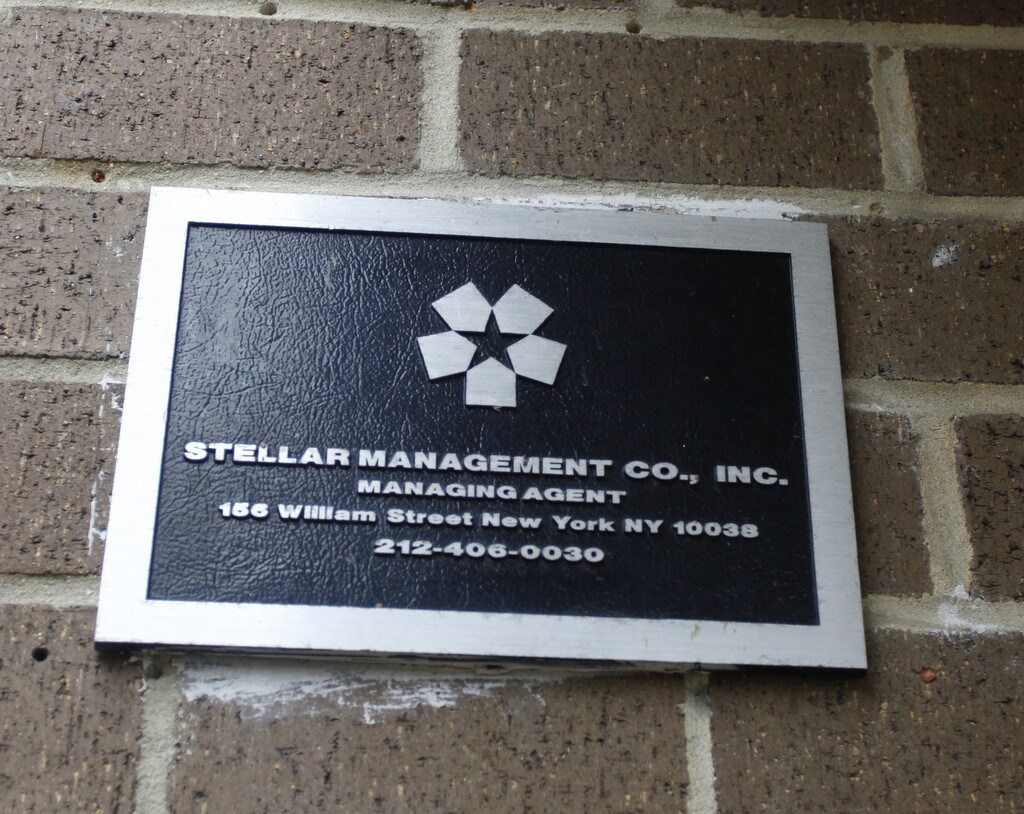 STELLAR MANAGEMENT CO., INC.
MANAGING AGENT
156 William Street New York NY 10038
212-406-0030